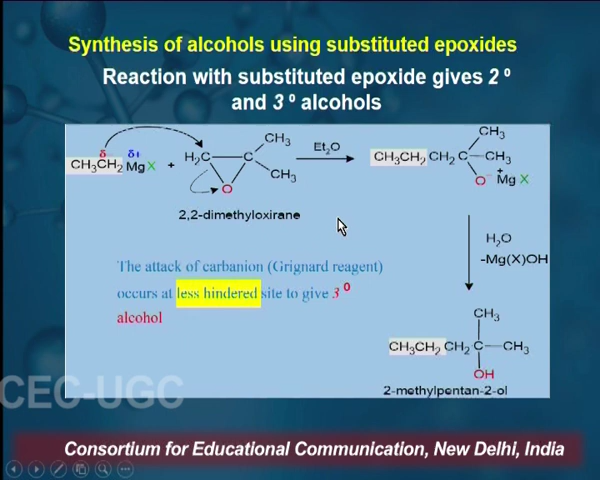 Synthesis of alcohols using substituted epoxides
Reaction with substituted epoxide gives 2 º
and 3 º alcohols
CH₃
δ δ+ H₂C C Et₂O CH₃CH₂ CH₂ C CH₃
CH₃CH₂ MgX +
CH₃
O
CH₃
O⁻ ⁺Mg X
2,2-dimethyloxirane
H₂O
-Mg(X)OH
The attack of carbanion (Grignard reagent)
occurs at less hindered site to give 3 º
alcohol
CH₃
CH₃CH₂ CH₂ C CH₃
OH
2-methylpentan-2-ol
CEC-UGC
Consortium for Educational Communication, New Delhi, India